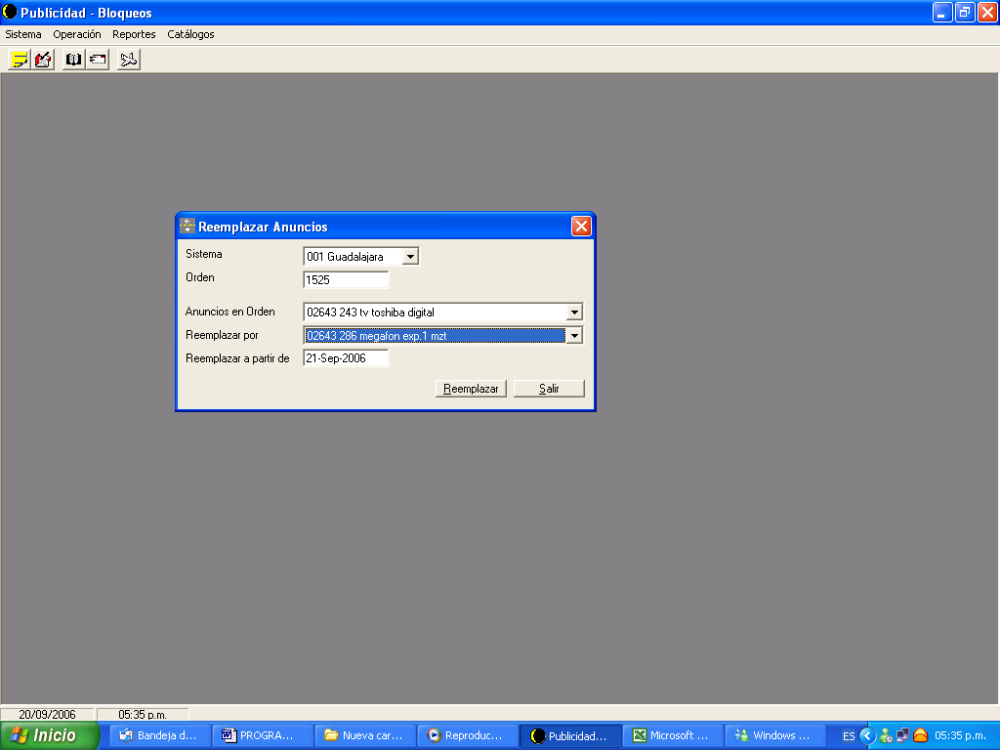 Publicidad - Bloqueos
Sistema Operación Reportes Catálogos
Reemplazar Anuncios
Sistema 001 Guadalajara
Orden 1525
Anuncios en Orden 02643 243 tv toshiba digital
Reemplazar por 02643 286 megafon exp.1 mzt
Reemplazar a partir de 21-Sep-2006
Reemplazar Salir
20/09/2006 05:35 p.m.
Inicio Bandeja d... PROGRA... Nueva car... Reproduc... Publicidad... Microsoft ... Windows ... ES 05:35 p.m.